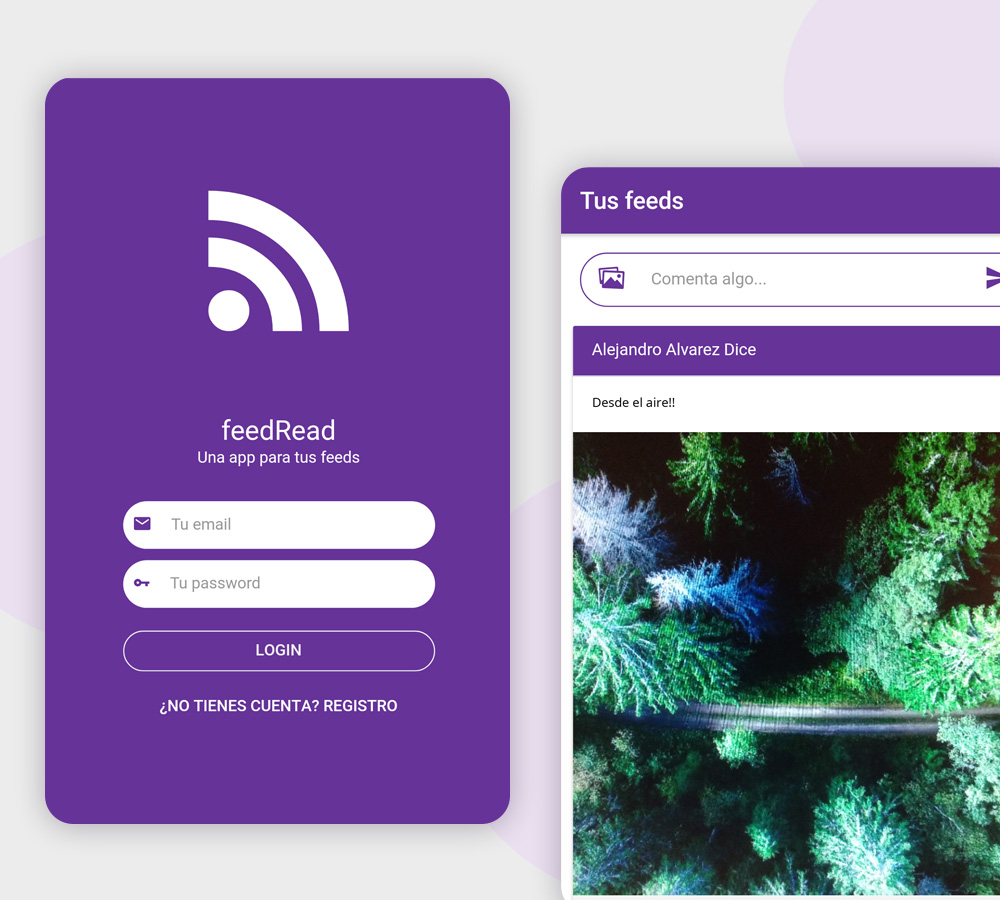 feedRead
Una app para tus feeds
Tu email
Tu password
LOGIN
¿NO TIENES CUENTA? REGISTRO
Tus feeds
Comenta algo...
Alejandro Alvarez Dice
Desde el aire!!